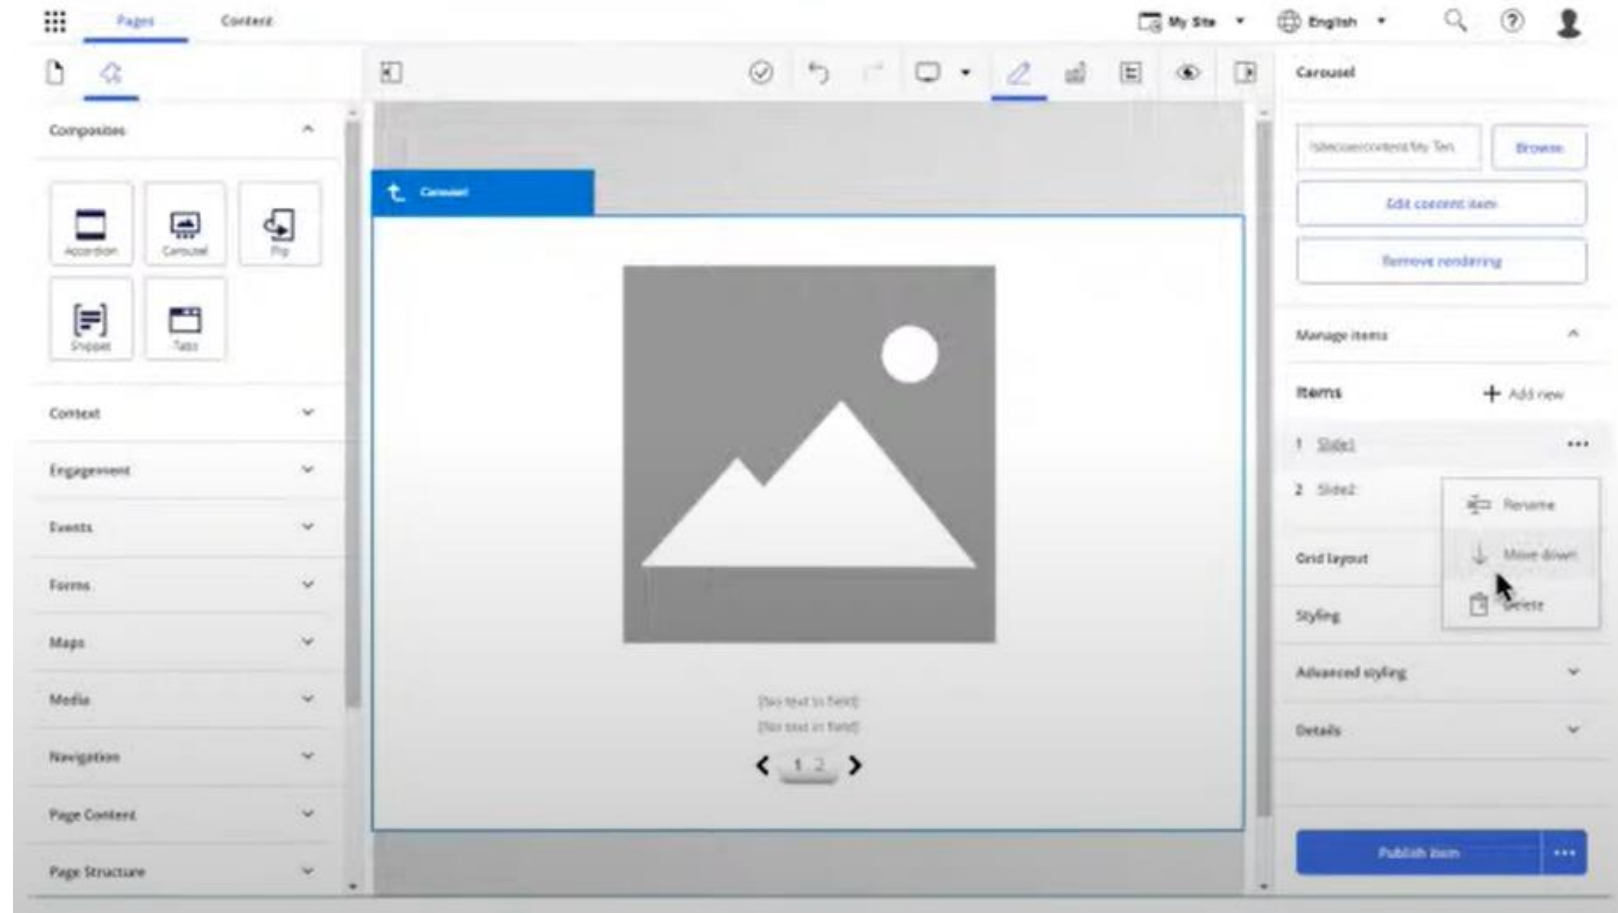 Pages
Content
My Site
English
Carousel
Composites
Accordion
Carousel
Flip
Snippet
Tabs
Context
Engagement
Events
Forms
Maps
Media
Navigation
Page Content
Page Structure
Carousel
[No text in field]
[No text in field]
1 2
Browse
Edit content item
Remove rendering
Manage items
Items
Add new
1 Slide1
2 Slide2
Rename
Move down
Delete
Grid layout
Styling
Advanced styling
Details
Publish item